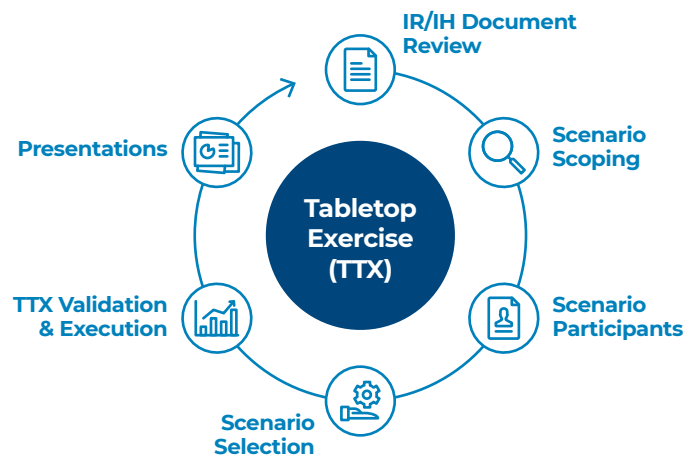 IR/IH Document
Review
Scenario
Scoping
Scenario
Participants
Scenario
Selection
TTX Validation
& Execution
Presentations
Tabletop
Exercise
(TTX)